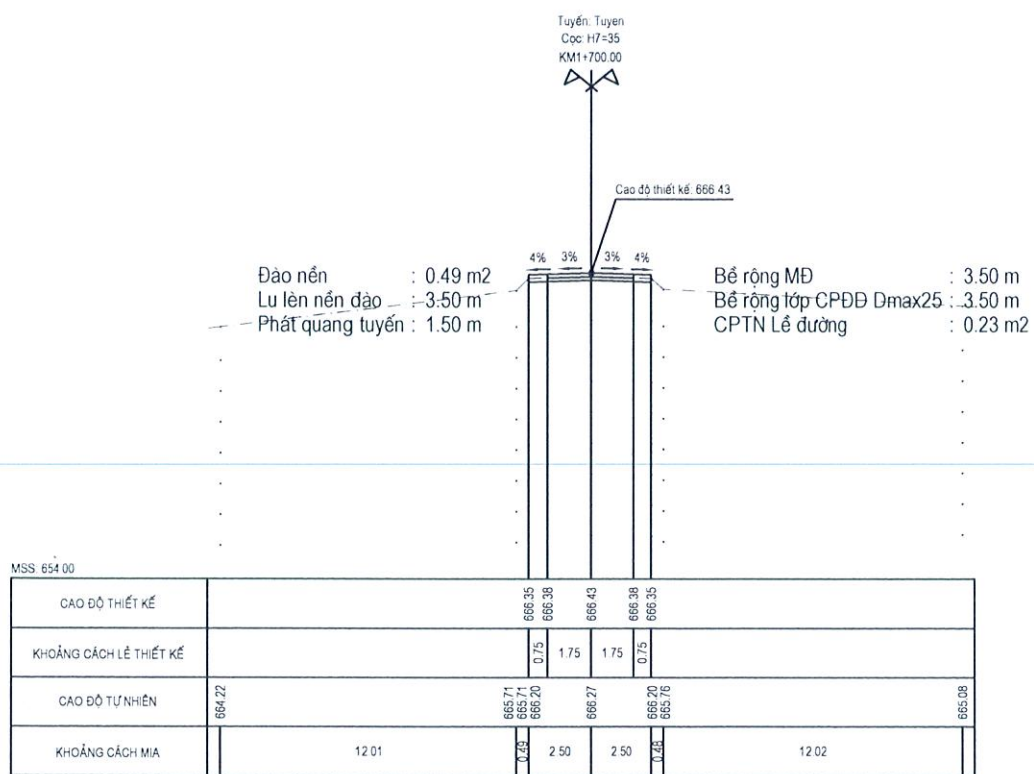 Tuyến: Tuyen
Cọc: H7=35
KM1+700.00
Cao độ thiết kế: 666.43
4% 3% 3% 4%
Đào nền : 0.49 m2
Lu lèn nền đào : 3.50 m
Phát quang tuyến : 1.50 m
Bề rộng MĐ : 3.50 m
Bề rộng lớp CPĐD Dmax25 : 3.50 m
CPTN Lề đường : 0.23 m2
MSS: 654.00
CAO ĐỘ THIẾT KẾ 666.35 666.38 666.43 666.38 666.35
KHOẢNG CÁCH LẺ THIẾT KẾ 0.75 1.75 1.75 0.75
CAO ĐỘ TỰ NHIÊN 664.22 665.71 665.71 666.20 666.27 666.20 665.76 665.08
KHOẢNG CÁCH MIA 12.01 0.49 2.50 2.50 0.48 12.02